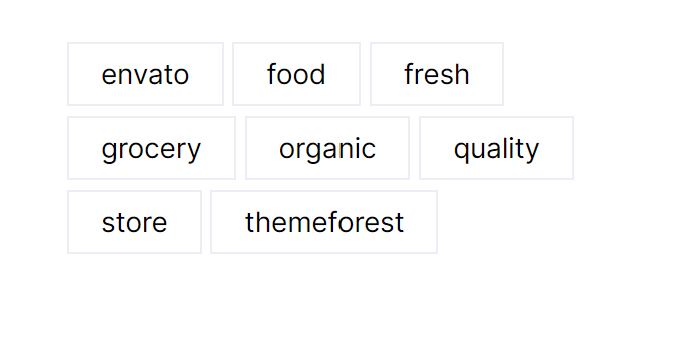 envato food fresh
grocery organic quality
store themeforest